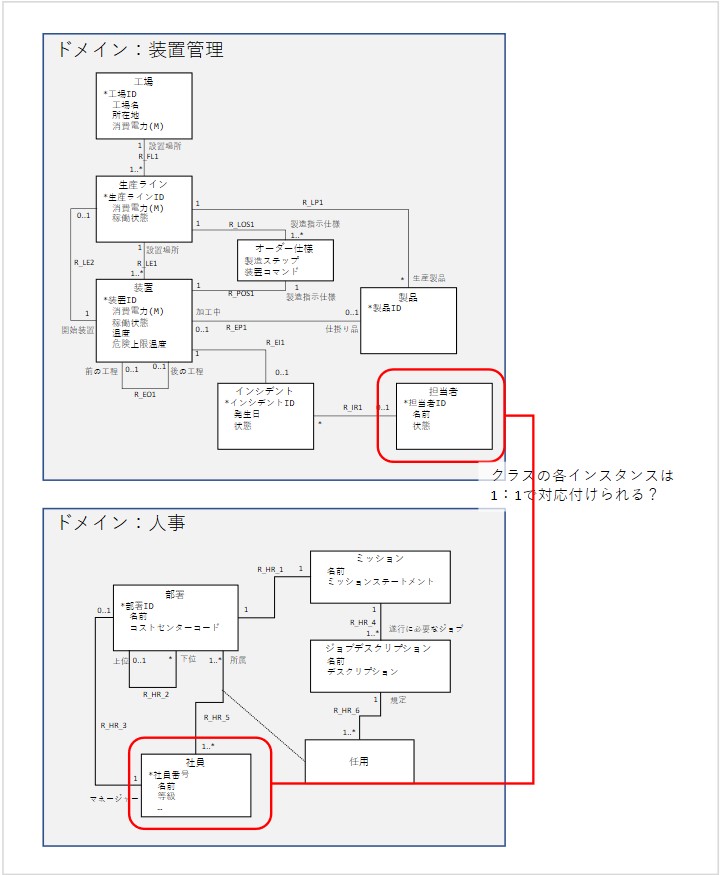 ドメイン：装置管理
工場
*工場ID
工場名
所在地
消費電力(M)
1
設置場所
R_FL1
1..*
生産ライン
*生産ラインID
消費電力(M)
稼働状態
1
R_LP1
0..1
1
R_LOS1
製造指示仕様
1..*
オーダー仕様
製造ステップ
装置コマンド
1
設置場所
R_LE1
1..*
R_LE2
装置
*装置ID
消費電力(M)
稼働状態
温度
危険上限温度
1
R_POS1
1
製造指示仕様
*
生産製品
製品
*製品ID
加工中
0..1
R_EP1
0..1
仕掛り品
1
開始装置
1
R_EI1
0..1
前の工程
0..1
0..1
後の工程
R_EO1
インシデント
*インシデントID
発生日
状態
*
R_IR1
0..1
担当者
*担当者ID
名前
状態
クラスの各インスタンスは
1：1で対応付けられる？
ドメイン：人事
ミッション
名前
ミッションステートメント
R_HR_1
1
1
部署
*部署ID
名前
コストセンターコード
0..1
1
R_HR_4
1..*
遂行に必要なジョブ
ジョブデスクリプション
名前
デスクリプション
上位
0..1
*
下位
1..*
所属
R_HR_2
1
規定
R_HR_6
1..*
R_HR_5
R_HR_3
1..*
任用
社員
*社員番号
名前
等級
…
1
マネージャー